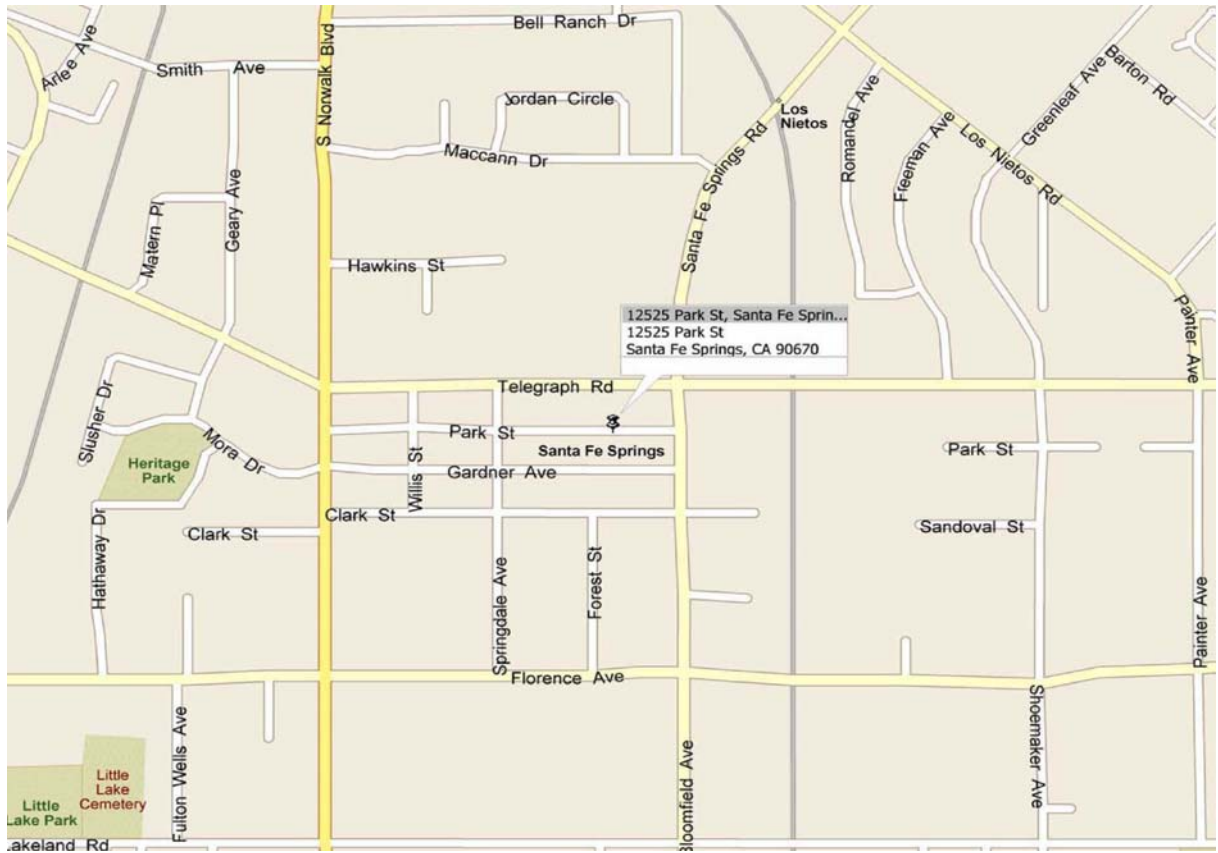 Bell Ranch Dr
Arlee Ave
Smith Ave
S Norwalk Blvd
Jordan Circle
Los
Nietos
Barton Rd
Greenleaf Ave
Romandel Ave
Freeman Ave
Los Nietos Rd
Maccann Dr
Santa Fe Springs Rd
Geary Ave
Matern Pl
Hawkins St
12525 Park St, Santa Fe Sprin...
12525 Park St
Santa Fe Springs, CA 90670
Painter Ave
Telegraph Rd
Slusher Dr
Mora Dr
Park St
Santa Fe Springs
Park St
Heritage
Park
Willis St
Gardner Ave
Clark St
Clark St
Sandoval St
Hathaway Dr
Springdale Ave
Forest St
Painter Ave
Florence Ave
Fulton Wells Ave
Bloomfield Ave
Shoemaker Ave
Little
Lake
Cemetery
Little
Lake Park
Lakeland Rd